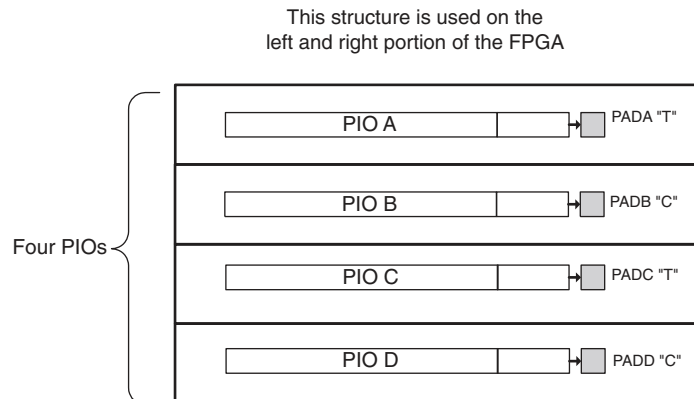 This structure is used on the
left and right portion of the FPGA
PIO A
PADA "T"
PIO B
PADB "C"
Four PIOs
PIO C
PADC "T"
PIO D
PADD "C"